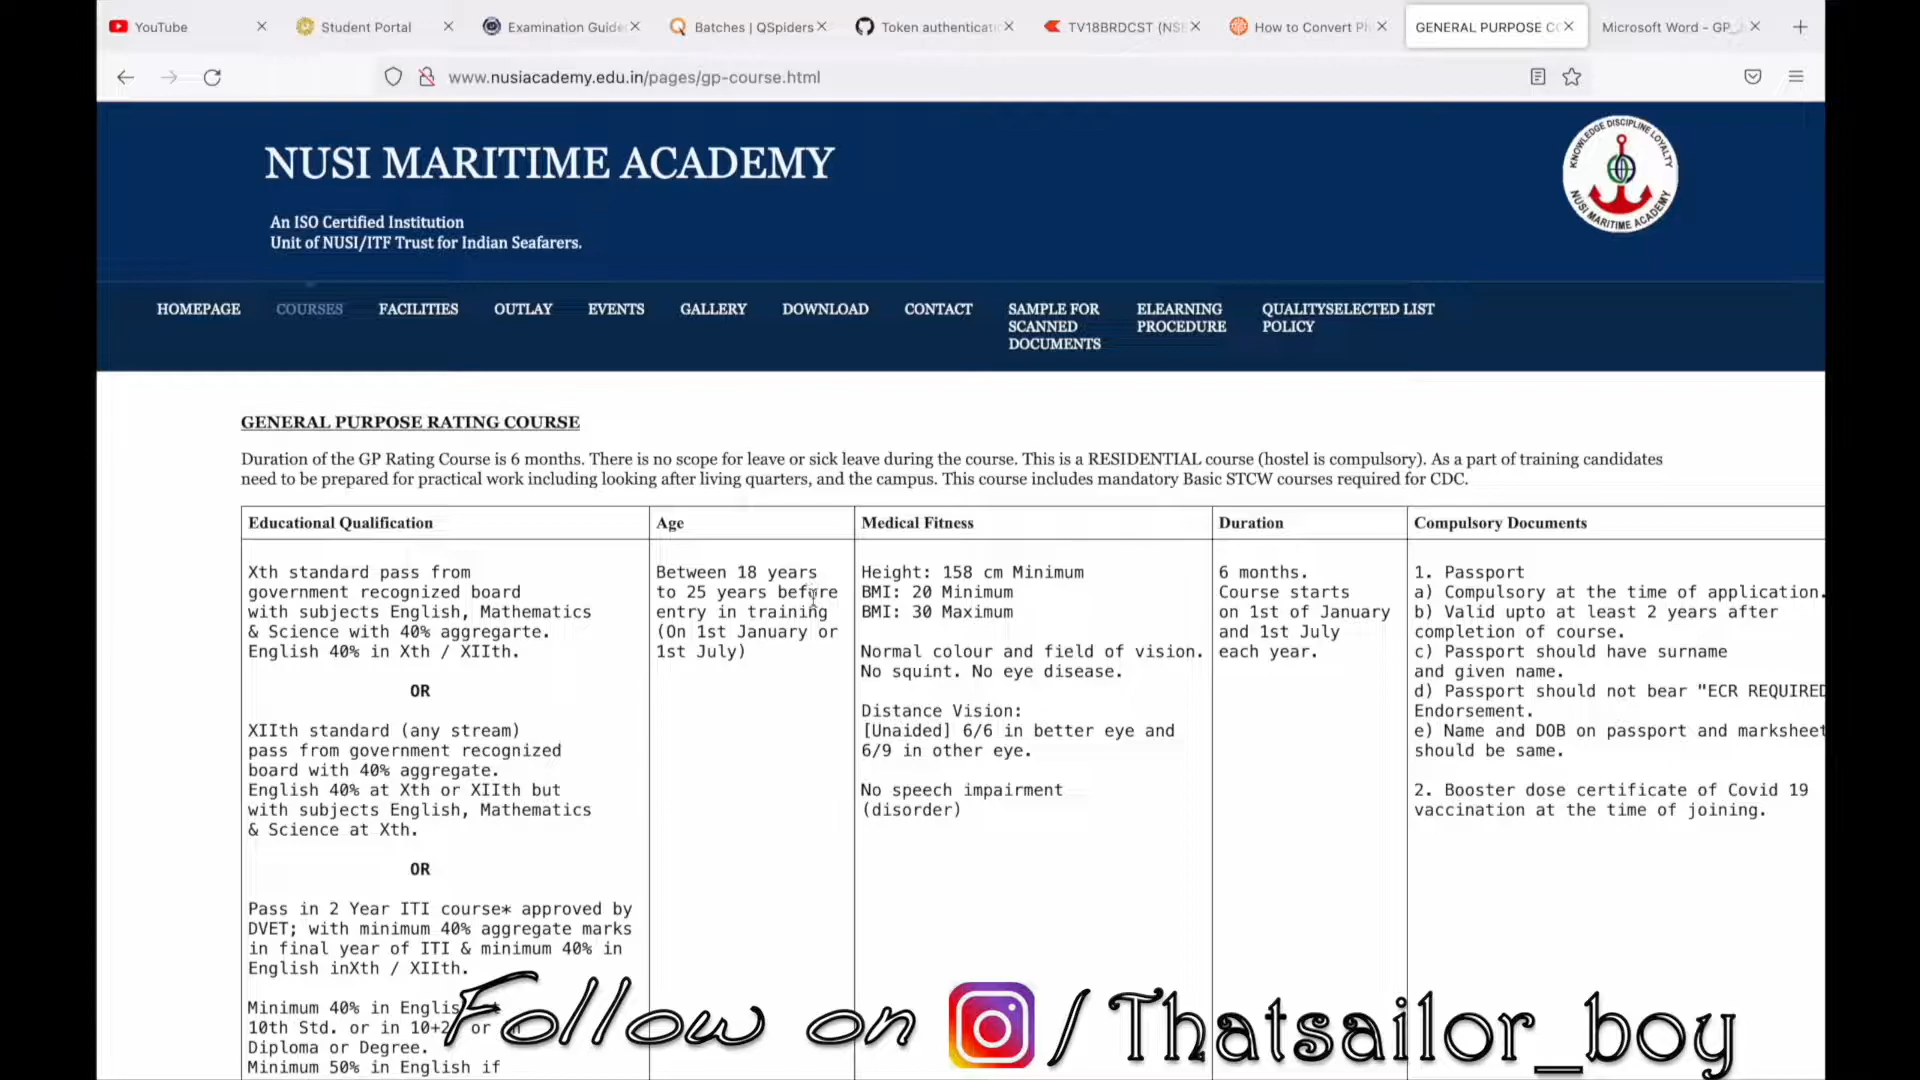 YouTube
Student Portal
Examination Guide
Batches | QSpiders
Token authenticati
TV18BRDCST (NSE
How to Convert Ph
GENERAL PURPOSE CO
Microsoft Word - GP_
www.nusiacademy.edu.in/pages/gp-course.html
NUSI MARITIME ACADEMY
An ISO Certified Institution
Unit of NUSI/ITF Trust for Indian Seafarers.
KNOWLEDGE DISCIPLINE LOYALTY
NUSI MARITIME ACADEMY
HOMEPAGE
COURSES
FACILITIES
OUTLAY
EVENTS
GALLERY
DOWNLOAD
CONTACT
SAMPLE FOR
SCANNED
DOCUMENTS
ELEARNING
PROCEDURE
QUALITYSELECTED LIST
POLICY
GENERAL PURPOSE RATING COURSE
Duration of the GP Rating Course is 6 months. There is no scope for leave or sick leave during the course. This is a RESIDENTIAL course (hostel is compulsory). As a part of training candidates
need to be prepared for practical work including looking after living quarters, and the campus. This course includes mandatory Basic STCW courses required for CDC.
Educational Qualification
Xth standard pass from
government recognized board
with subjects English, Mathematics
& Science with 40% aggregarte.
English 40% in Xth / XIIth.
OR
XIIth standard (any stream)
pass from government recognized
board with 40% aggregate.
English 40% at Xth or XIIth but
with subjects English, Mathematics
& Science at Xth.
OR
Pass in 2 Year ITI course* approved by
DVET; with minimum 40% aggregate marks
in final year of ITI & minimum 40% in
English inXth / XIIth.
Minimum 40% in Englis
10th Std. or in 10+2 or
Diploma or Degree.
Minimum 50% in English if
Age
Between 18 years
to 25 years before
entry in training
(On 1st January or
1st July)
Medical Fitness
Height: 158 cm Minimum
BMI: 20 Minimum
BMI: 30 Maximum
Normal colour and field of vision.
No squint. No eye disease.
Distance Vision:
[Unaided] 6/6 in better eye and
6/9 in other eye.
No speech impairment
(disorder)
Duration
6 months.
Course starts
on 1st of January
and 1st July
each year.
Compulsory Documents
1. Passport
a) Compulsory at the time of application.
b) Valid upto at least 2 years after
completion of course.
c) Passport should have surname
and given name.
d) Passport should not bear "ECR REQUIRED
Endorsement.
e) Name and DOB on passport and marksheet
should be same.
2. Booster dose certificate of Covid 19
vaccination at the time of joining.
Follow on / Thatsailor_boy